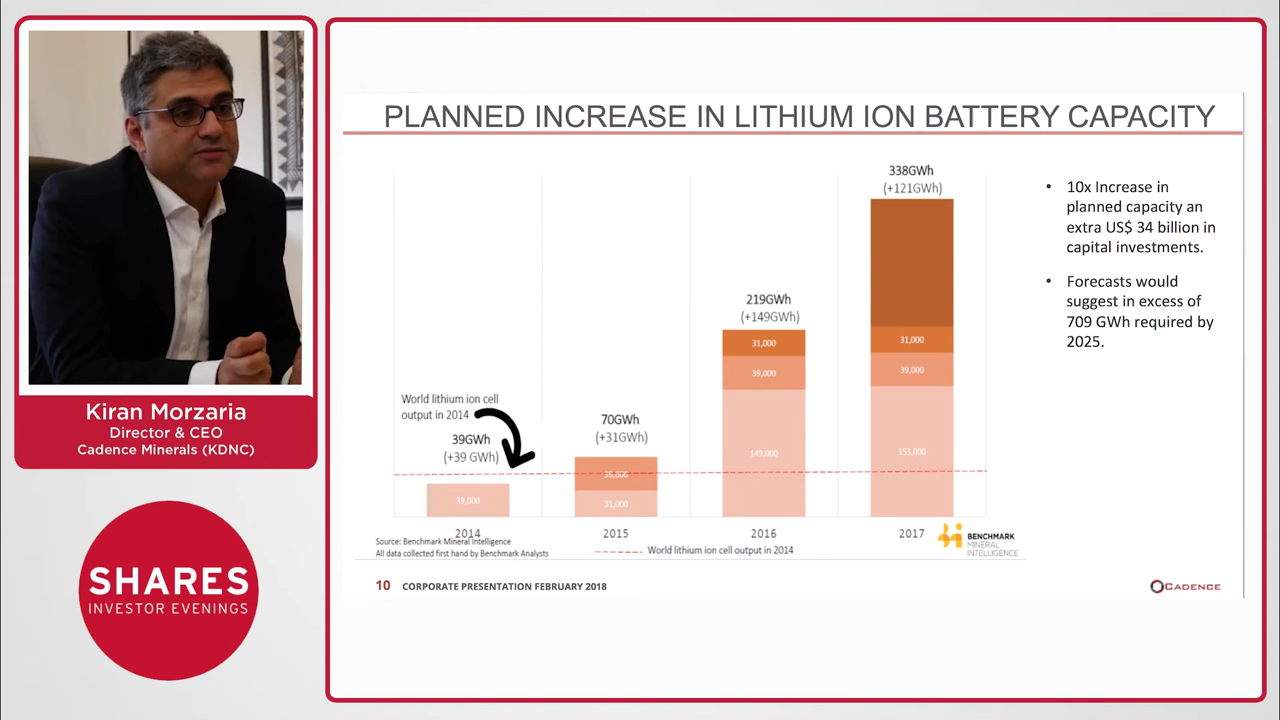 Kiran Morzaria
Director & CEO
Cadence Minerals (KDNC)
SHARES
INVESTOR EVENINGS
PLANNED INCREASE IN LITHIUM ION BATTERY CAPACITY
338GWh
(+121GWh)
219GWh
(+149GWh)
31,000
31,000
39,000
39,000
World lithium ion cell
output in 2014
39GWh
(+39 GWh)
70GWh
(+31GWh)
149,000
153,000
39,000
39,000
31,000
2014
2015
2016
2017
Source: Benchmark Mineral Intelligence
All data collected first hand by Benchmark Analysts
World lithium ion cell output in 2014
BENCHMARK
MINERAL
INTELLIGENCE
• 10x Increase in
planned capacity an
extra US$ 34 billion in
capital investments.
• Forecasts would
suggest in excess of
709 GWh required by
2025.
10 CORPORATE PRESENTATION FEBRUARY 2018
CADENCE